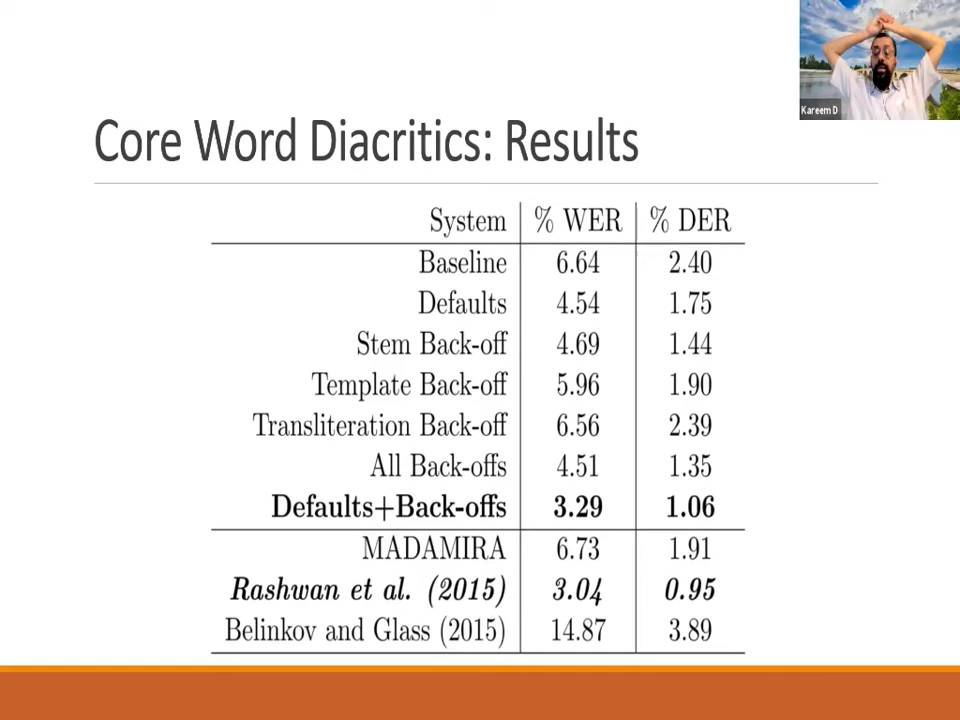 Kareem D
Core Word Diacritics: Results
System % WER % DER
Baseline 6.64 2.40
Defaults 4.54 1.75
Stem Back-off 4.69 1.44
Template Back-off 5.96 1.90
Transliteration Back-off 6.56 2.39
All Back-offs 4.51 1.35
Defaults+Back-offs 3.29 1.06
MADAMIRA 6.73 1.91
Rashwan et al. (2015) 3.04 0.95
Belinkov and Glass (2015) 14.87 3.89